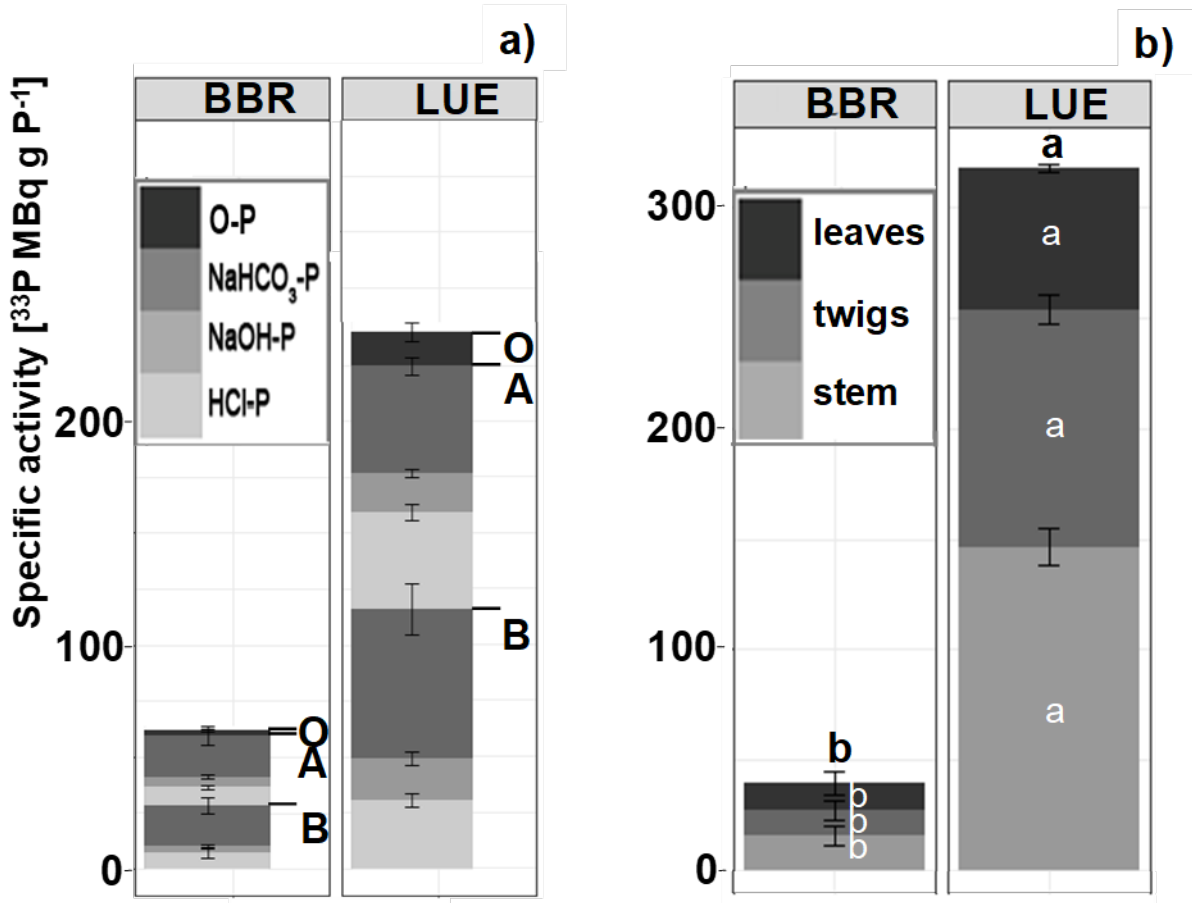 a)
BBR LUE
Specific activity [³³P MBq g P⁻¹]
O-P
NaHCO₃-P
NaOH-P
HCl-P
200
100
0
O
A
B
O
A
B
b)
BBR LUE
300
200
100
0
leaves
twigs
stem
a
a
a
a
b
b
b
b